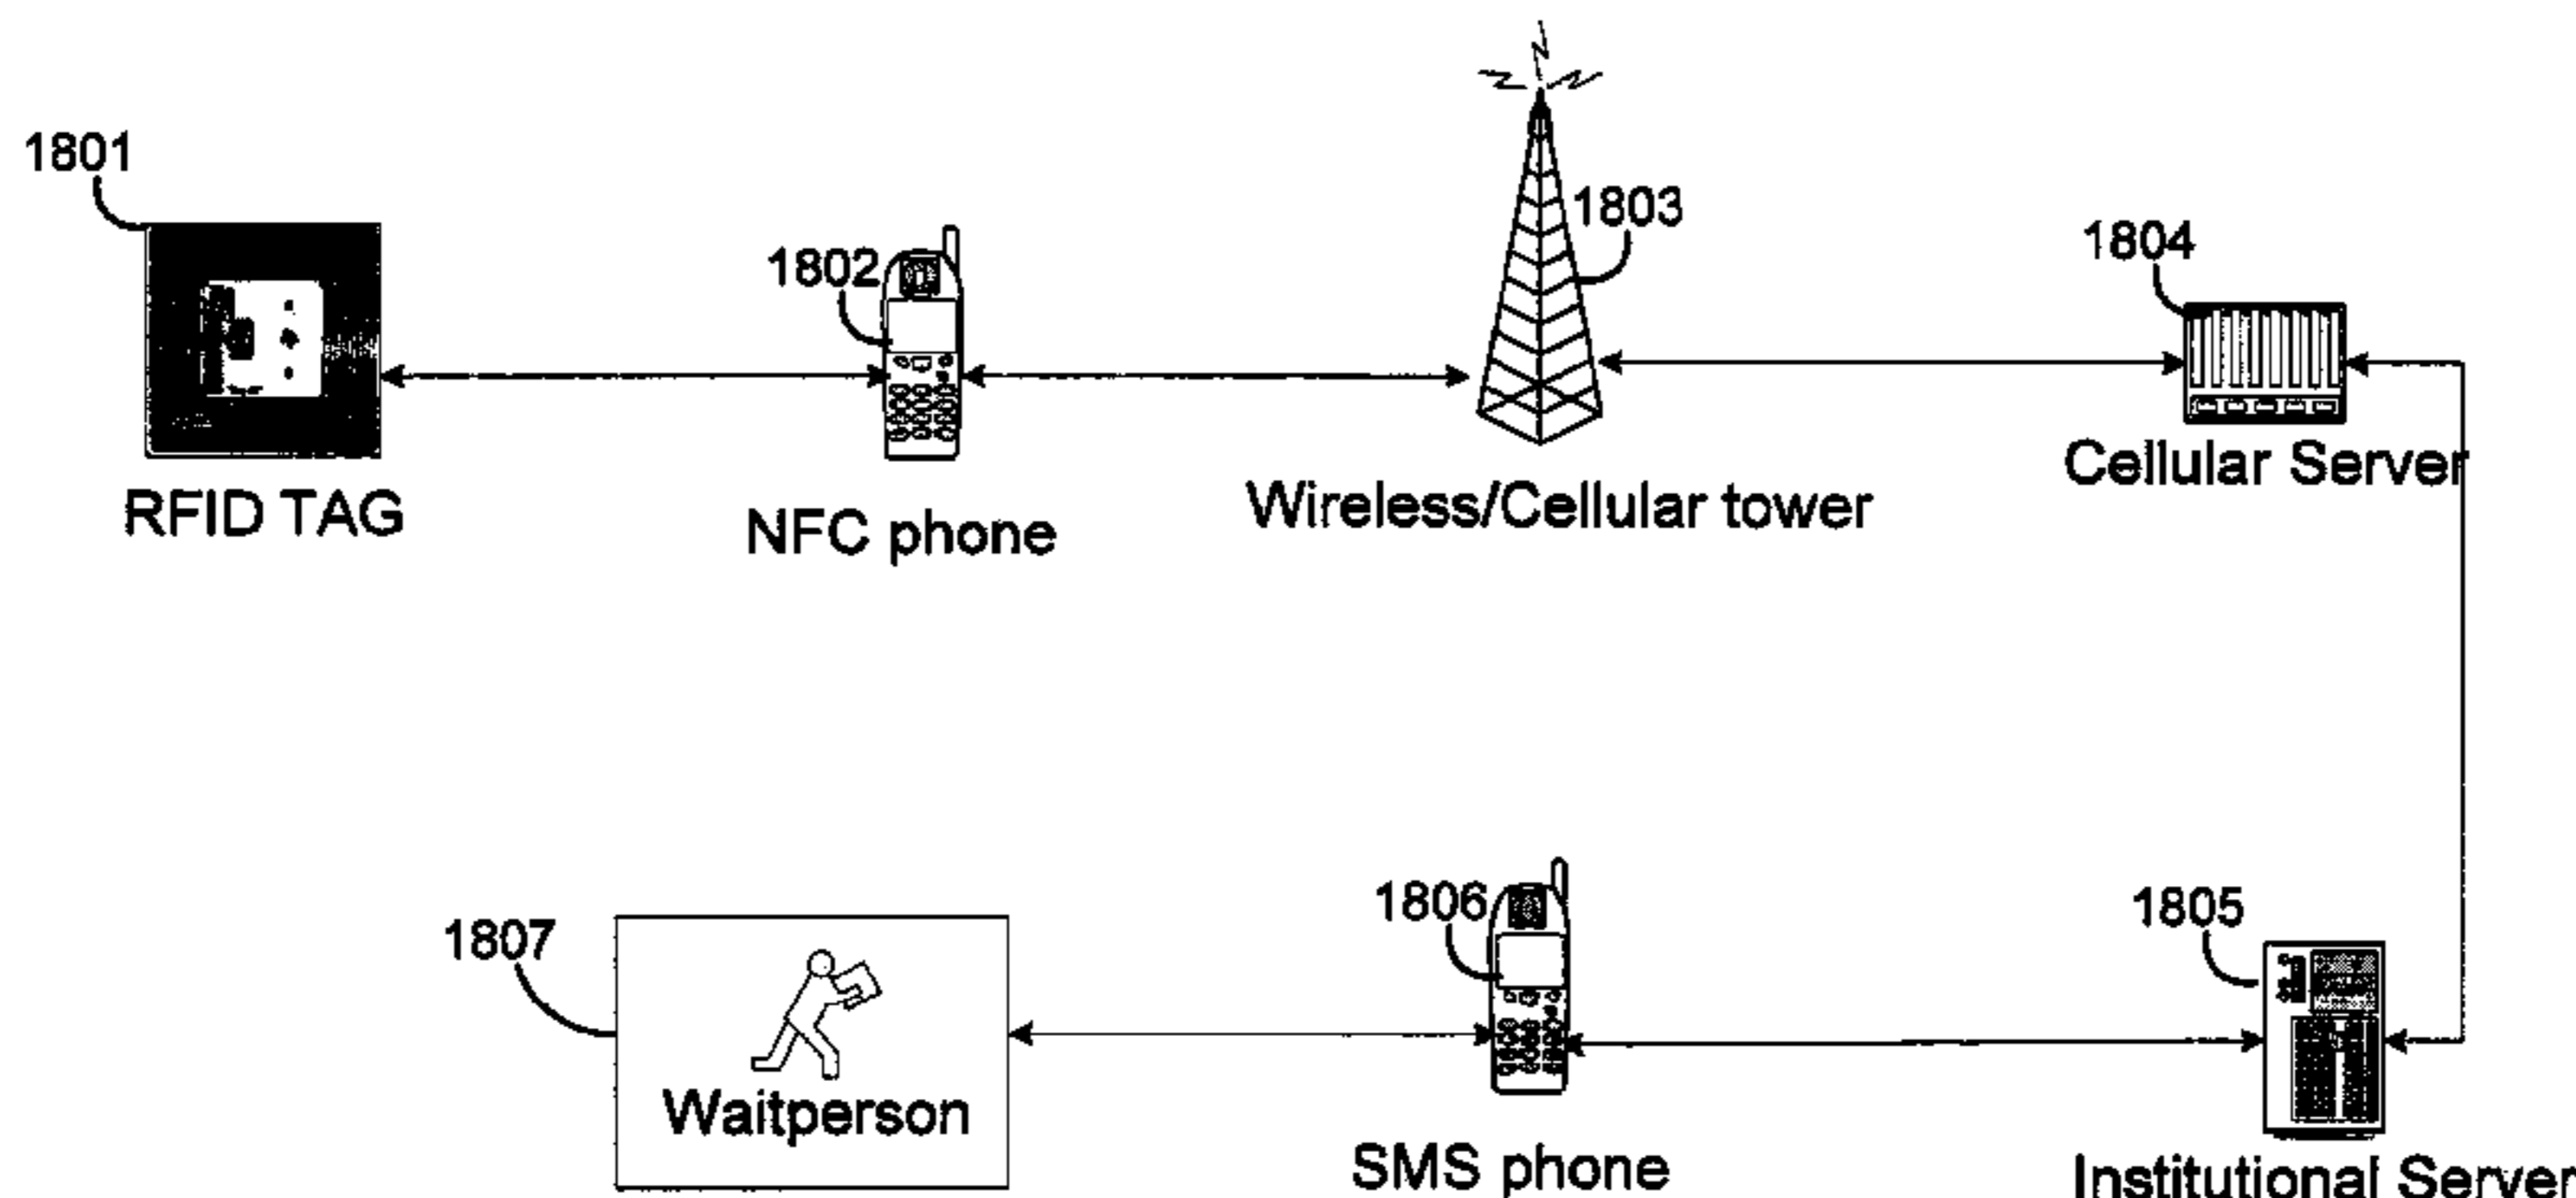 1801
1802
1803
1804
RFID TAG
NFC phone
Wireless/Cellular tower
Cellular Server
1807
1806
1805
Waitperson
SMS phone
Institutional Server